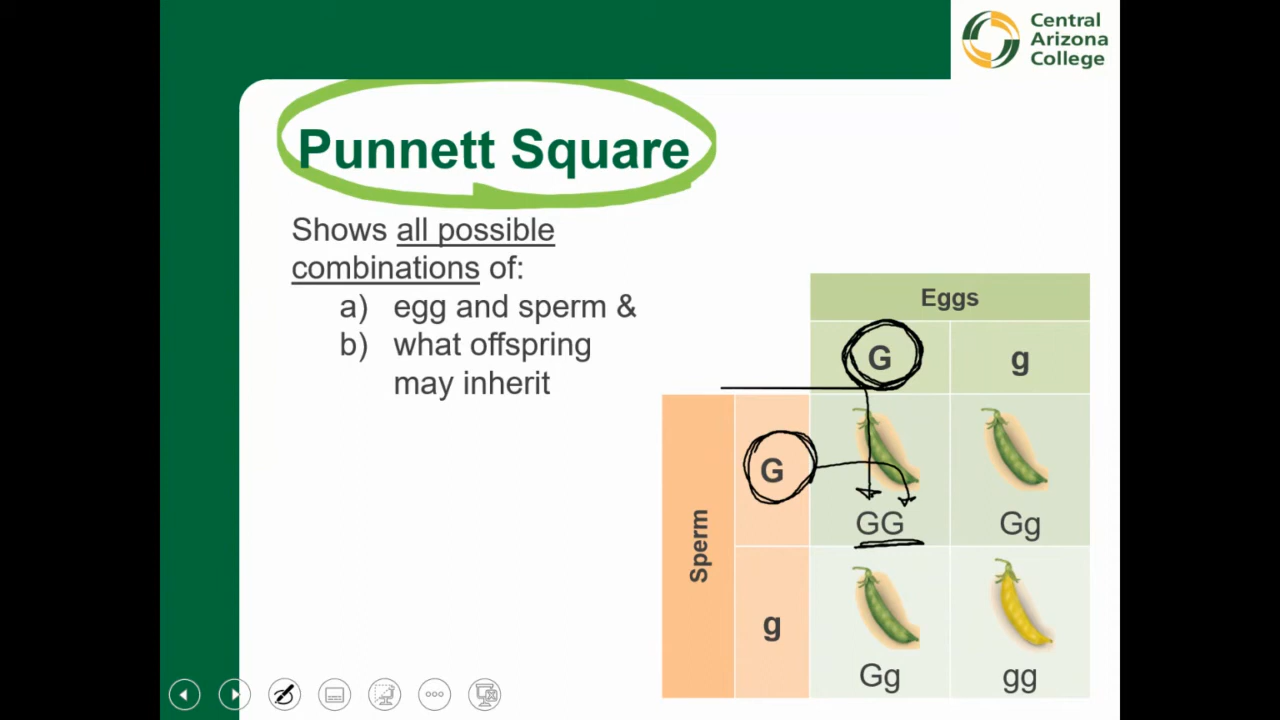 Central
Arizona
College
Punnett Square
Shows all possible
combinations of:
a) egg and sperm &
b) what offspring
may inherit
Eggs
G g
Sperm
G
GG Gg
g
Gg gg